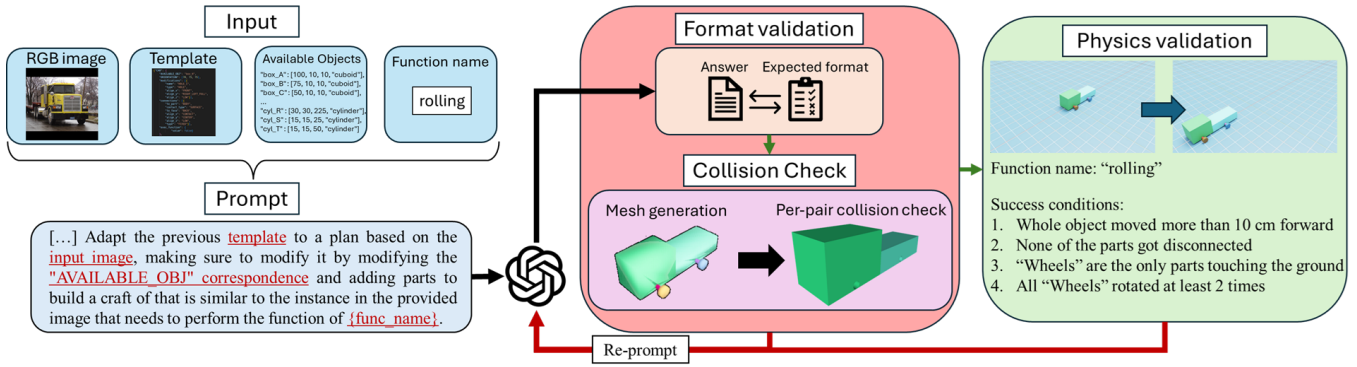 Input
RGB image
Template
Available Objects
"box_A": [100, 10, 10, "cuboid"],
"box_B": [75, 10, 10, "cuboid"],
"box_C": [50, 10, 10, "cuboid"],
...
"cyl_R": [30, 30, 225, "cylinder"],
"cyl_S": [15, 15, 25, "cylinder"],
"cyl_T": [15, 15, 50, "cylinder"]
Function name
rolling
Prompt
[...] Adapt the previous template to a plan based on the
input image, making sure to modify it by modifying the
"AVAILABLE_OBJ" correspondence and adding parts to
build a craft of that is similar to the instance in the provided
image that needs to perform the function of {func_name}.
Format validation
Answer
Expected format
Collision Check
Mesh generation
Per-pair collision check
Re-prompt
Physics validation
Function name: “rolling”
Success conditions:
1. Whole object moved more than 10 cm forward
2. None of the parts got disconnected
3. “Wheels” are the only parts touching the ground
4. All “Wheels” rotated at least 2 times